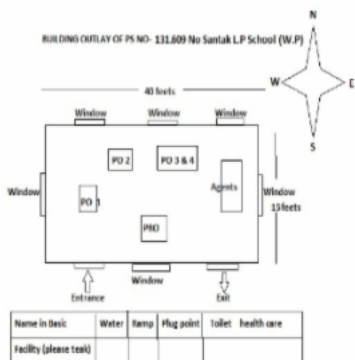 N
BUILDING OUTLAY OF PS NO- 131,609 No Santak L.P School (W.P)
W E
S
40 feets
Window Window Window
PO 2 PO 3 & 4
Window Agents Window
PO 1 15feets
PRO
Entrance Window Exit
Name in Basic Water Ramp Plug point Toilet health care
Facility (please teak)